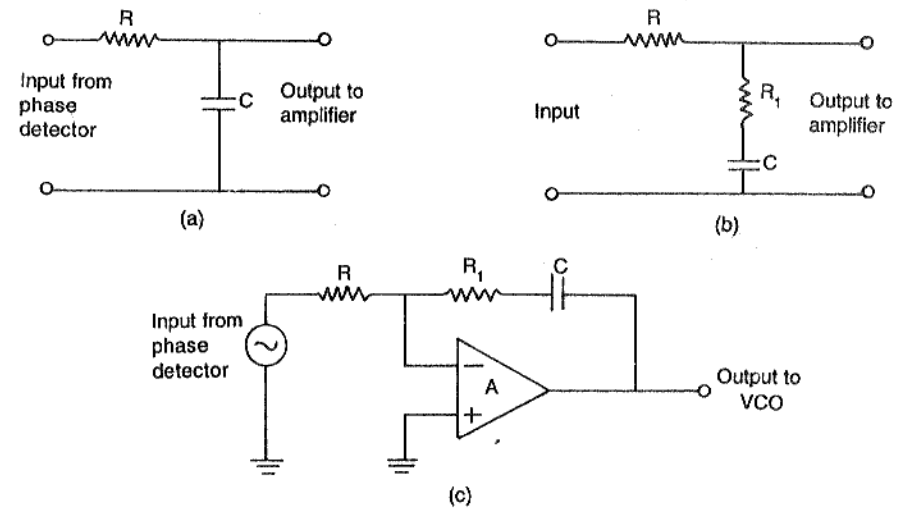 R
Input from
phase
detector
C
Output to
amplifier
(a)
R
Input
R1
C
Output to
amplifier
(b)
Input from
phase
detector
R
R1
C
A
Output to
VCO
(c)